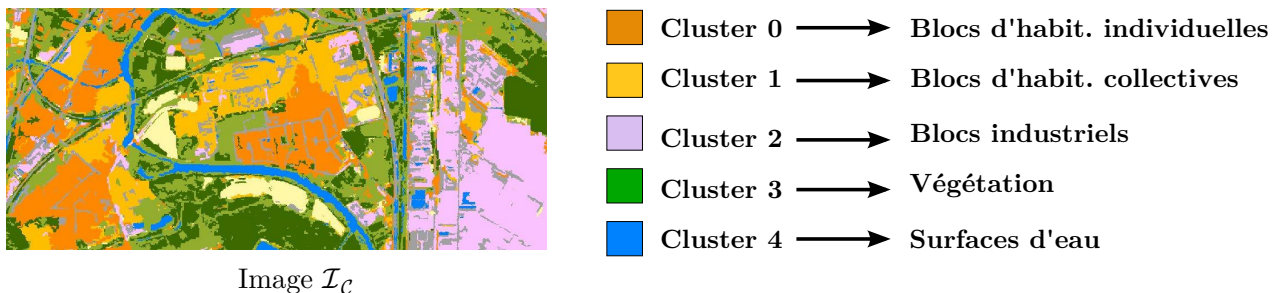 Cluster 0 Blocs d'habit. individuelles
Cluster 1 Blocs d'habit. collectives
Cluster 2 Blocs industriels
Cluster 3 Végétation
Cluster 4 Surfaces d'eau
Image I_C